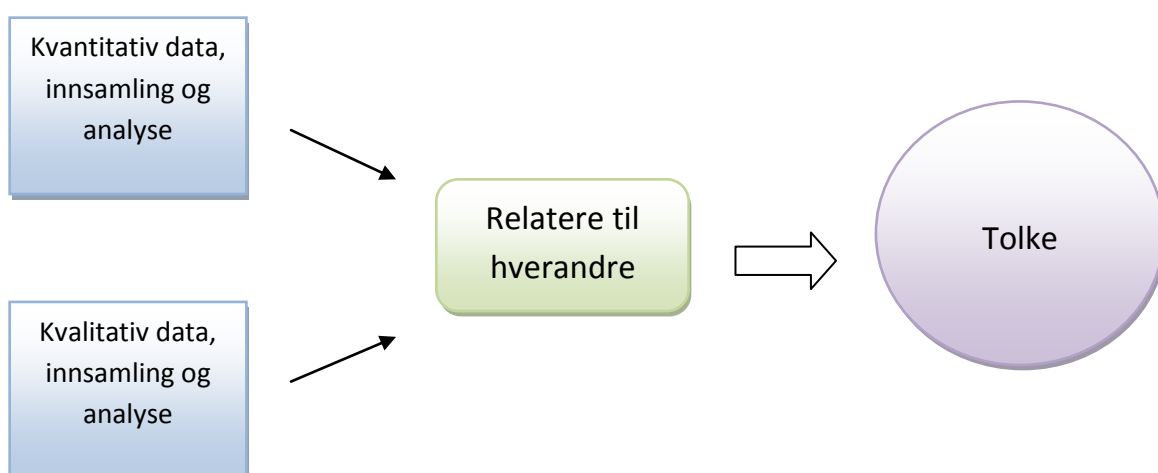 Kvantitativ data,
innsamling og
analyse
Kvalitativ data,
innsamling og
analyse
Relatere til
hverandre
Tolke